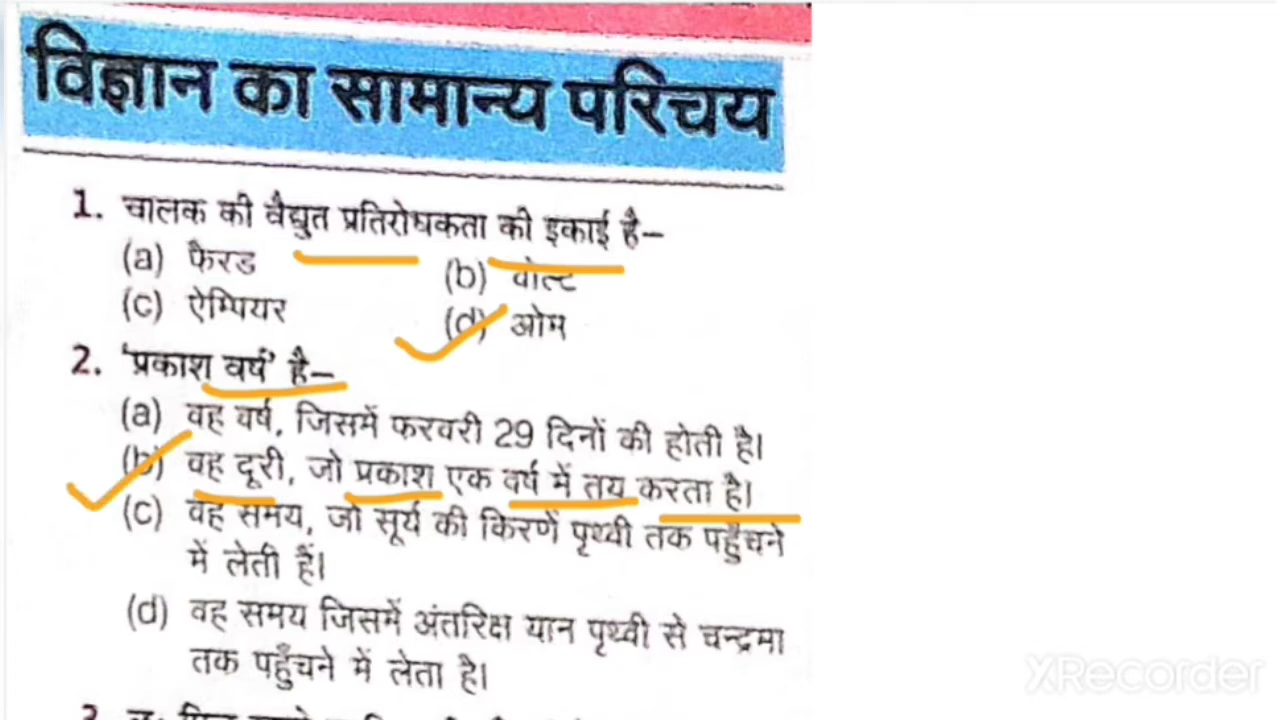 विज्ञान का सामान्य परिचय
1. चालक की वैद्युत प्रतिरोधकता की इकाई है–
(a) फैरड (b) वोल्ट
(c) ऐम्पियर (d) ओम
2. 'प्रकाश वर्ष' है–
(a) वह वर्ष, जिसमें फरवरी 29 दिनों की होती है।
(b) वह दूरी, जो प्रकाश एक वर्ष में तय करता है।
(c) वह समय, जो सूर्य की किरणें पृथ्वी तक पहुँचने
में लेती हैं।
(d) वह समय जिसमें अंतरिक्ष यान पृथ्वी से चन्द्रमा
तक पहुँचने में लेता है।
XRecorder